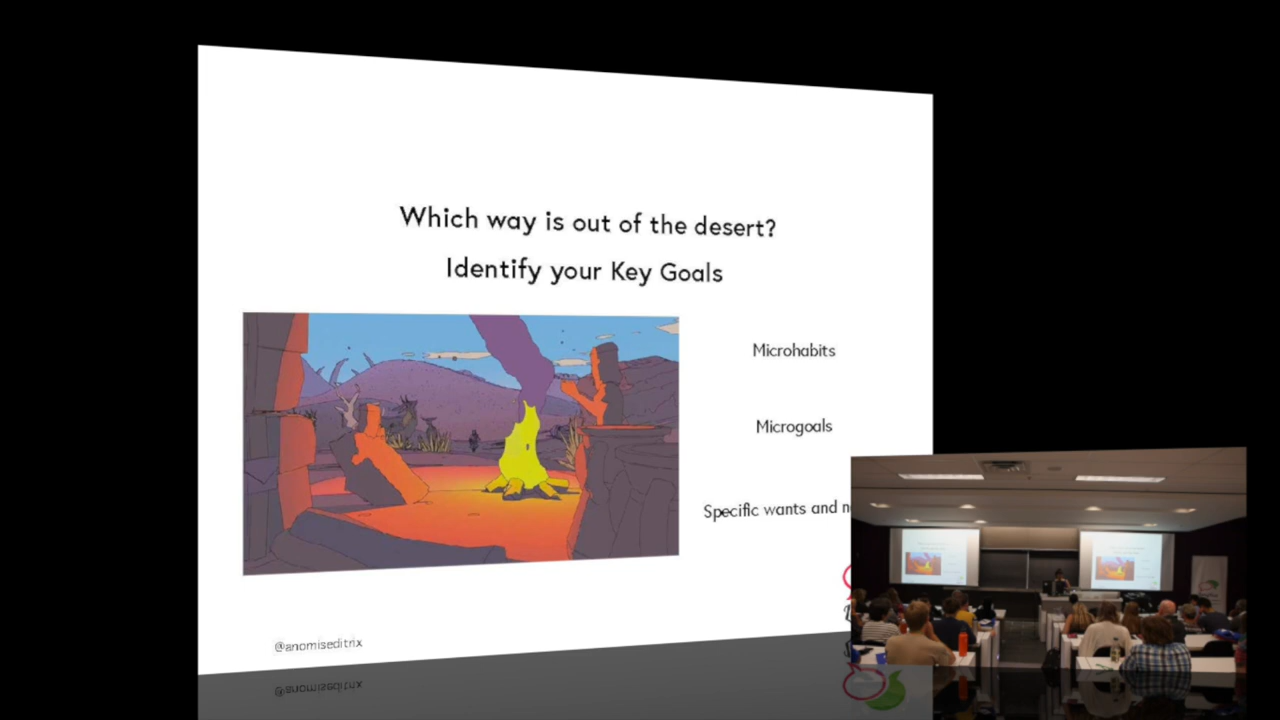 Which way is out of the desert?
Identify your Key Goals
Microhabits
Microgoals
Specific wants and
@anomiseditrix